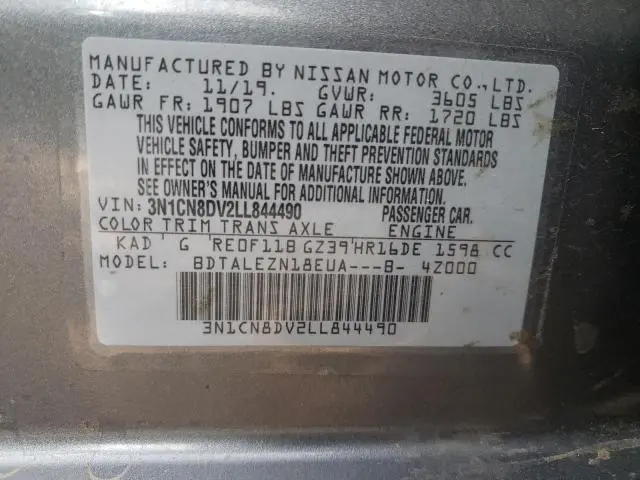 MANUFACTURED BY NISSAN MOTOR CO.,LTD.
DATE: 11/19. GVWR: 3605 LBS
GAWR FR: 1907 LBS GAWR RR: 1720 LBS
THIS VEHICLE CONFORMS TO ALL APPLICABLE FEDERAL MOTOR
VEHICLE SAFETY, BUMPER AND THEFT PREVENTION STANDARDS
IN EFFECT ON THE DATE OF MANUFACTURE SHOWN ABOVE.
SEE OWNER'S MANUAL FOR ADDITIONAL INFORMATION.
VIN: 3N1CN8DV2LL844490 PASSENGER CAR.
COLOR TRIM TRANS AXLE ENGINE
KAD G RE0F11B GZ39 HR16DE 1598 CC
MODEL: BDTALEZN18EUA---B- 4Z000
3N1CN8DV2LL844490